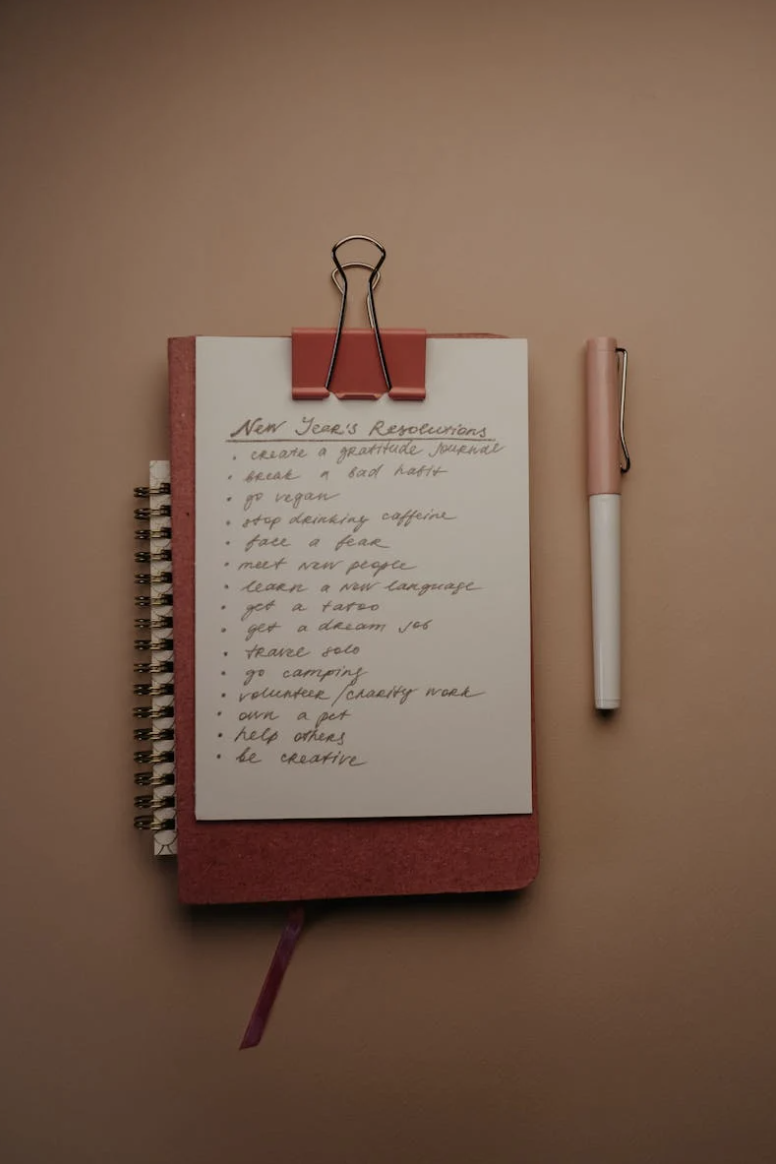 New Year's Resolutions
• create a gratitude journal
• break a bad habit
• go vegan
• stop drinking caffeine
• face a fear
• meet new people
• learn a new language
• get a tatoo
• get a dream job
• travel solo
• go camping
• volunteer/charity work
• own a pet
• help others
• be creative